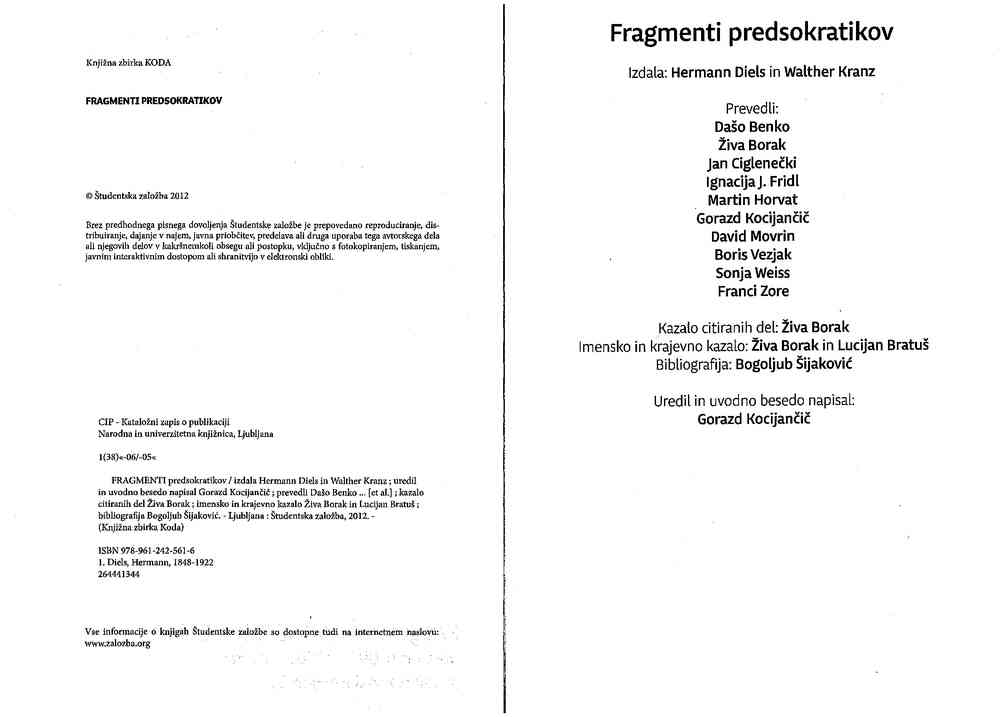 Knjižna zbirka KODA
FRAGMENTI PREDSOKRATIKOV
© Študentska založba 2012
Brez predhodnega pisnega dovoljenja Študentske založbe je prepovedano reproduciranje, dis-
tribuiranje, dajanje v najem, javna priobčitev, predelava ali druga uporaba tega avtorskega dela
ali njegovih delov v kakršnemkoli obsegu ali postopku, vključno s fotokopiranjem, tiskanjem,
javnim interaktivnim dostopom ali shranitvijo v elektronski obliki.
CIP - Kataložni zapis o publikaciji
Narodna in univerzitetna knjižnica, Ljubljana
1(38)«-06/-05«
FRAGMENTI predsokratikov / izdala Hermann Diels in Walther Kranz ; uredil
in uvodno besedo napisal Gorazd Kocijančič ; prevedli Dašo Benko ... [et al.] ; kazalo
citiranih del Živa Borak ; imensko in krajevno kazalo Živa Borak in Lucijan Bratuš ;
bibliografija Bogoljub Šijaković. - Ljubljana : Študentska založba, 2012. -
(Knjižna zbirka Koda)
ISBN 978-961-242-561-6
1. Diels, Hermann, 1848-1922
264441344
Vse informacije o knjigah Študentske založbe so dostopne tudi na internetnem naslovu:
www.zalozba.org
Fragmenti predsokratikov
Izdala: Hermann Diels in Walther Kranz
Prevedli:
Dašo Benko
Živa Borak
Jan Ciglenečki
Ignacija J. Fridl
Martin Horvat
Gorazd Kocijančič
David Movrin
Boris Vezjak
Sonja Weiss
Franci Zore
Kazalo citiranih del: Živa Borak
Imensko in krajevno kazalo: Živa Borak in Lucijan Bratuš
Bibliografija: Bogoljub Šijaković
Uredil in uvodno besedo napisal:
Gorazd Kocijančič